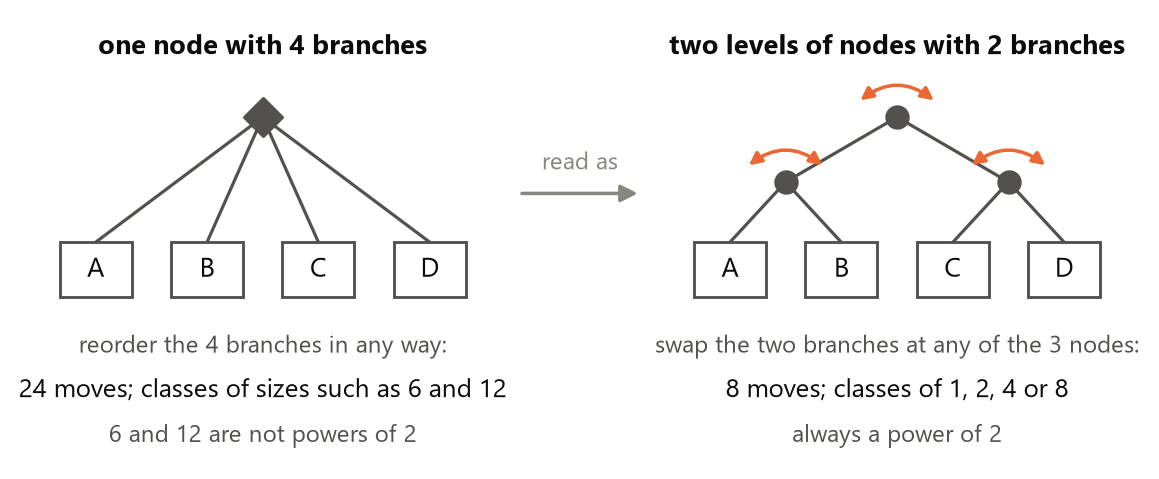 one node with 4 branches
two levels of nodes with 2 branches
read as
A
B
C
D
A
B
C
D
reorder the 4 branches in any way:
24 moves; classes of sizes such as 6 and 12
6 and 12 are not powers of 2
swap the two branches at any of the 3 nodes:
8 moves; classes of 1, 2, 4 or 8
always a power of 2